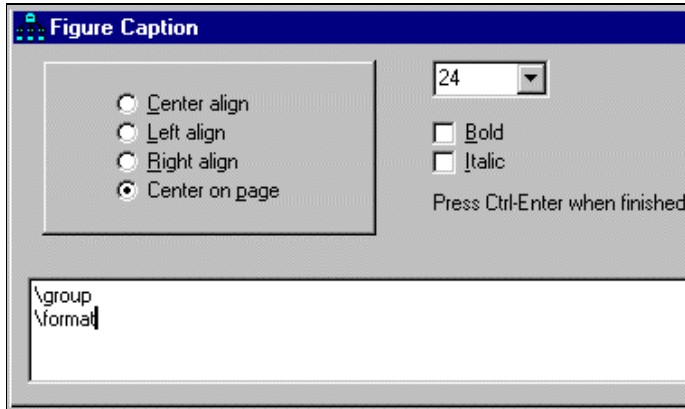 Figure Caption
Center align
Left align
Right align
Center on page
24
Bold
Italic
Press Ctrl-Enter when finished
\group
\format